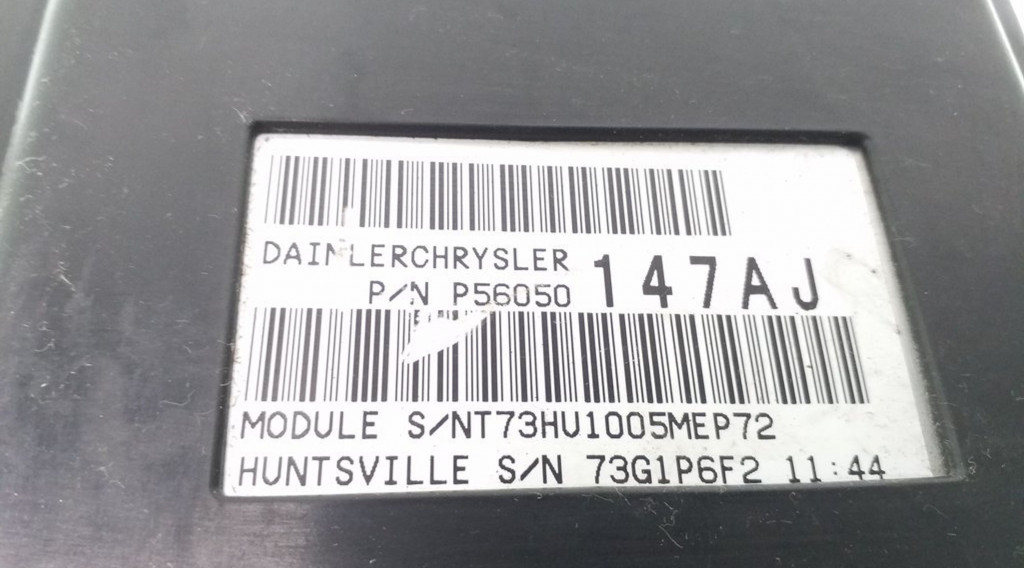 DAIMLERCHRYSLER
P/N P56050 147AJ
MODULE S/NT73HU1005MEP72
HUNTSVILLE S/N 73G1P6F2 11:44